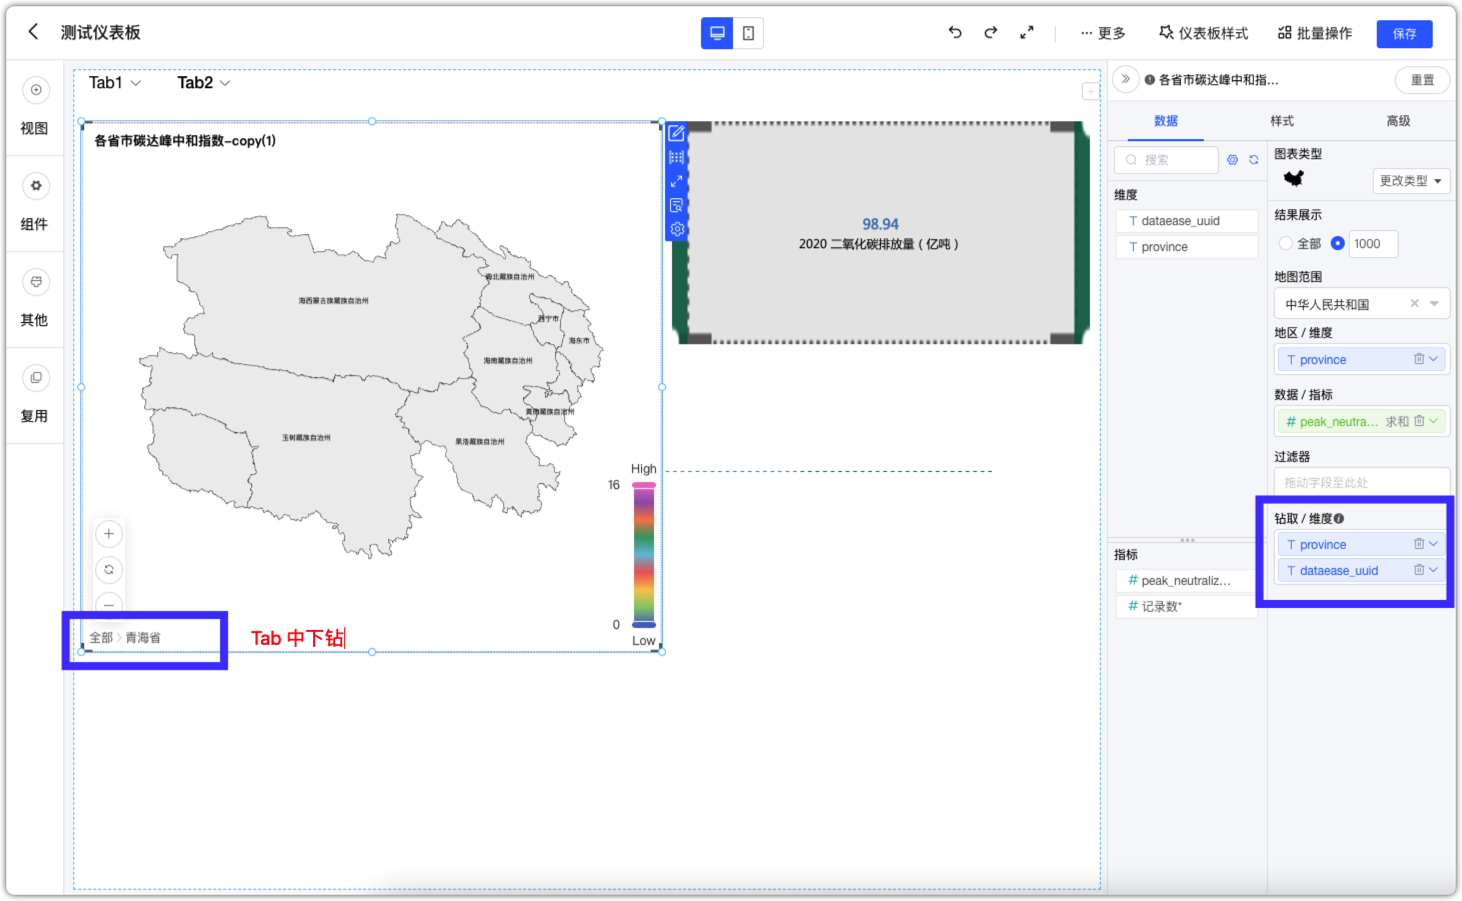 测试仪表板
更多
仪表板样式
批量操作
保存
视图
组件
其他
复用
Tab1
Tab2
各省市碳达峰中和指数-copy(1)
海北藏族自治州
海西蒙古族藏族自治州
西宁市
海东市
海南藏族自治州
黄南藏族自治州
玉树藏族自治州
果洛藏族自治州
High
16
0
Low
全部 > 青海省
Tab 中下钻
98.94
2020 二氧化碳排放量（亿吨）
各省市碳达峰中和指...
重置
数据
样式
高级
搜索
维度
T dataease_uuid
T province
指标
# peak_neutraliz...
# 记录数*
图表类型
更改类型
结果展示
全部
1000
地图范围
中华人民共和国
地区 / 维度
T province
数据 / 指标
# peak_neutra... 求和
过滤器
拖动字段至此处
钻取 / 维度
T province
T dataease_uuid